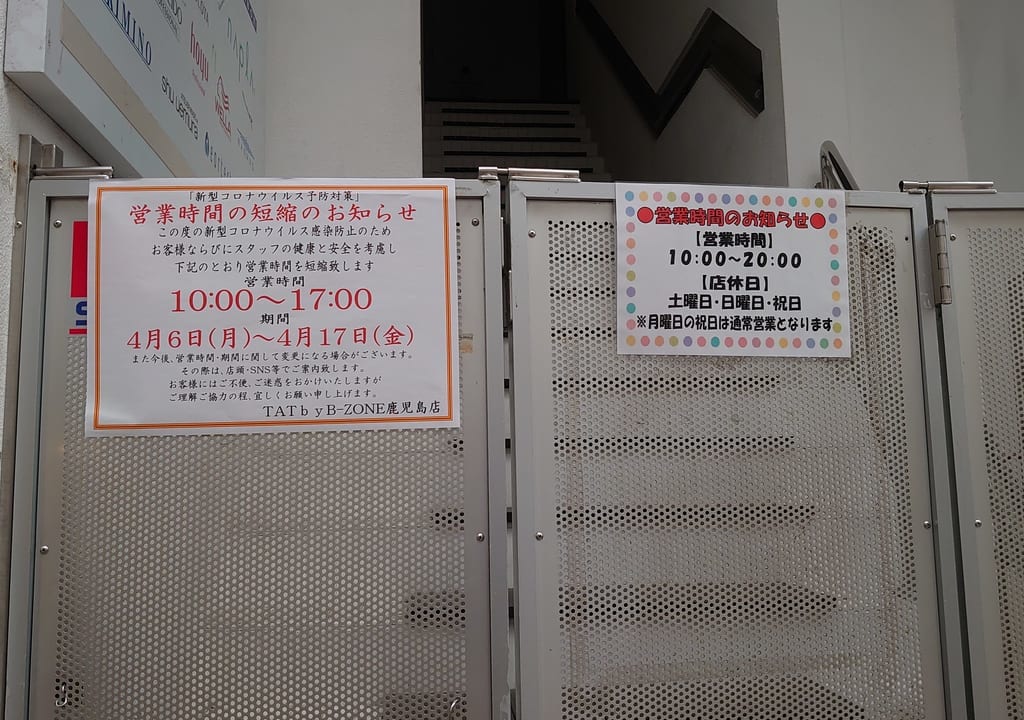 KIMINO
hoyu
napla
WELLA
shu uemura
「新型コロナウイルス予防対策」
営業時間の短縮のお知らせ
この度の新型コロナウイルス感染防止のため
お客様ならびにスタッフの健康と安全を考慮し
下記のとおり営業時間を短縮致します
営業時間
10:00～17:00
期間
4月6日(月)～4月17日(金)
また今後、営業時間・期間に関して変更になる場合がございます。
その際は、店頭・SNS等でご案内致します。
お客様にはご不便、ご迷惑をおかけいたしますが
ご理解ご協力の程、宜しくお願い申し上げます。
TAT by B-ZONE鹿児島店
●営業時間のお知らせ●
【営業時間】
10:00～20:00
【店休日】
土曜日・日曜日・祝日
※月曜日の祝日は通常営業となります